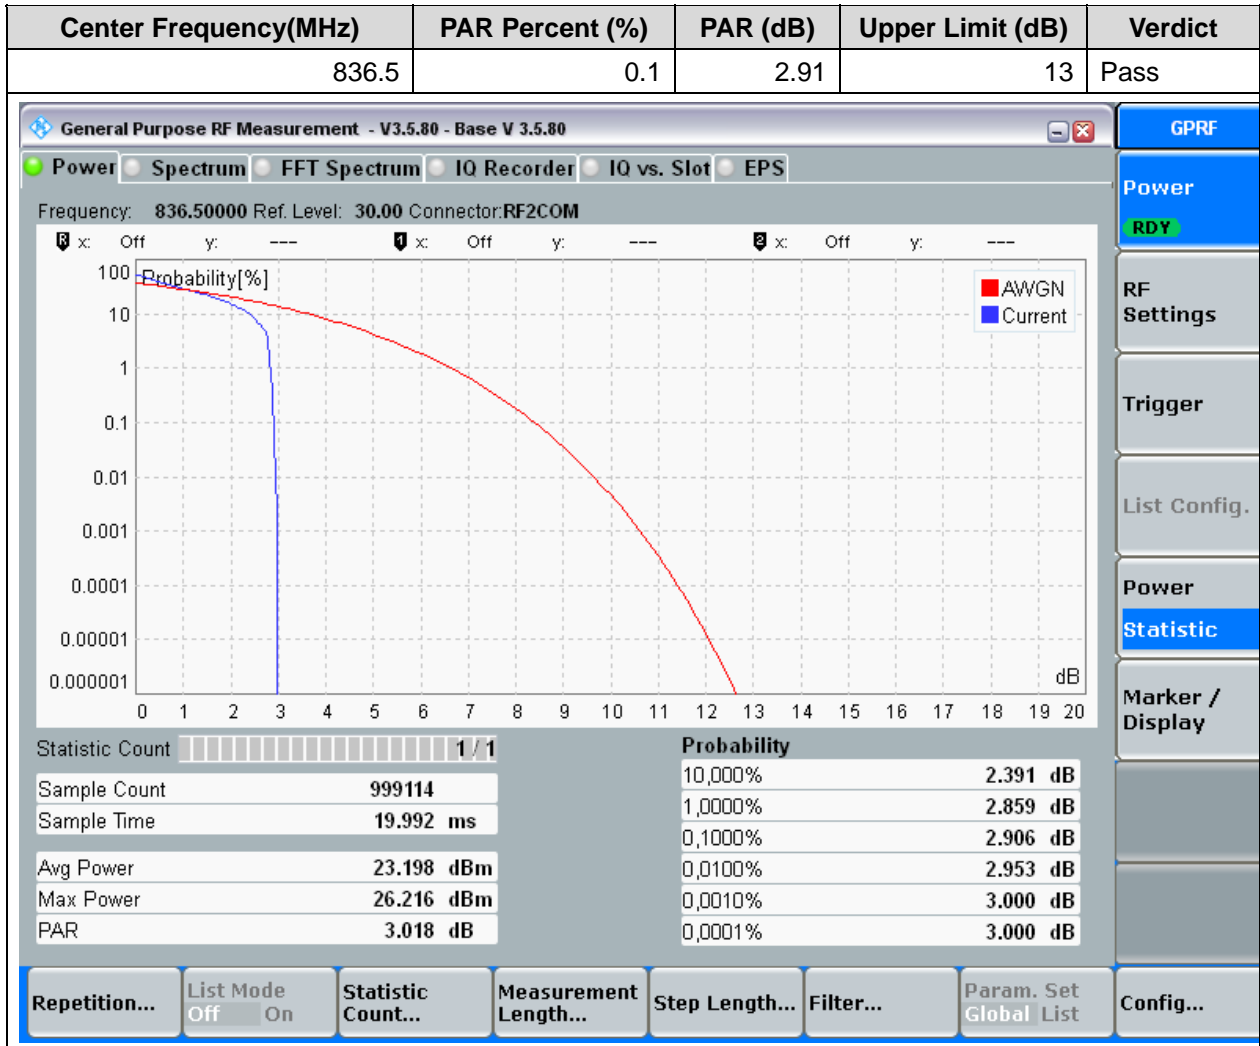 Center Frequency(MHz) PAR Percent (%) PAR (dB) Upper Limit (dB) Verdict
836.5 0.1 2.91 13 Pass
General Purpose RF Measurement - V3.5.80 - Base V 3.5.80
GPRF
Power Spectrum FFT Spectrum IQ Recorder IQ vs. Slot EPS
Frequency: 836.50000 Ref. Level: 30.00 Connector:RF2COM
R x: Off y: --- 1 x: Off y: --- 2 x: Off y: ---
Probability[%]
AWGN
Current
100
10
1
0.1
0.01
0.001
0.0001
0.00001
0.000001
dB
0 1 2 3 4 5 6 7 8 9 10 11 12 13 14 15 16 17 18 19 20
Statistic Count 1 / 1
Sample Count 999114
Sample Time 19.992 ms
Avg Power 23.198 dBm
Max Power 26.216 dBm
PAR 3.018 dB
Probability
10,000% 2.391 dB
1,0000% 2.859 dB
0,1000% 2.906 dB
0,0100% 2.953 dB
0,0010% 3.000 dB
0,0001% 3.000 dB
Power
RDY
RF
Settings
Trigger
List Config.
Power
Statistic
Marker /
Display
Repetition...
List Mode
Off On
Statistic
Count...
Measurement
Length...
Step Length...
Filter...
Param. Set
Global List
Config...